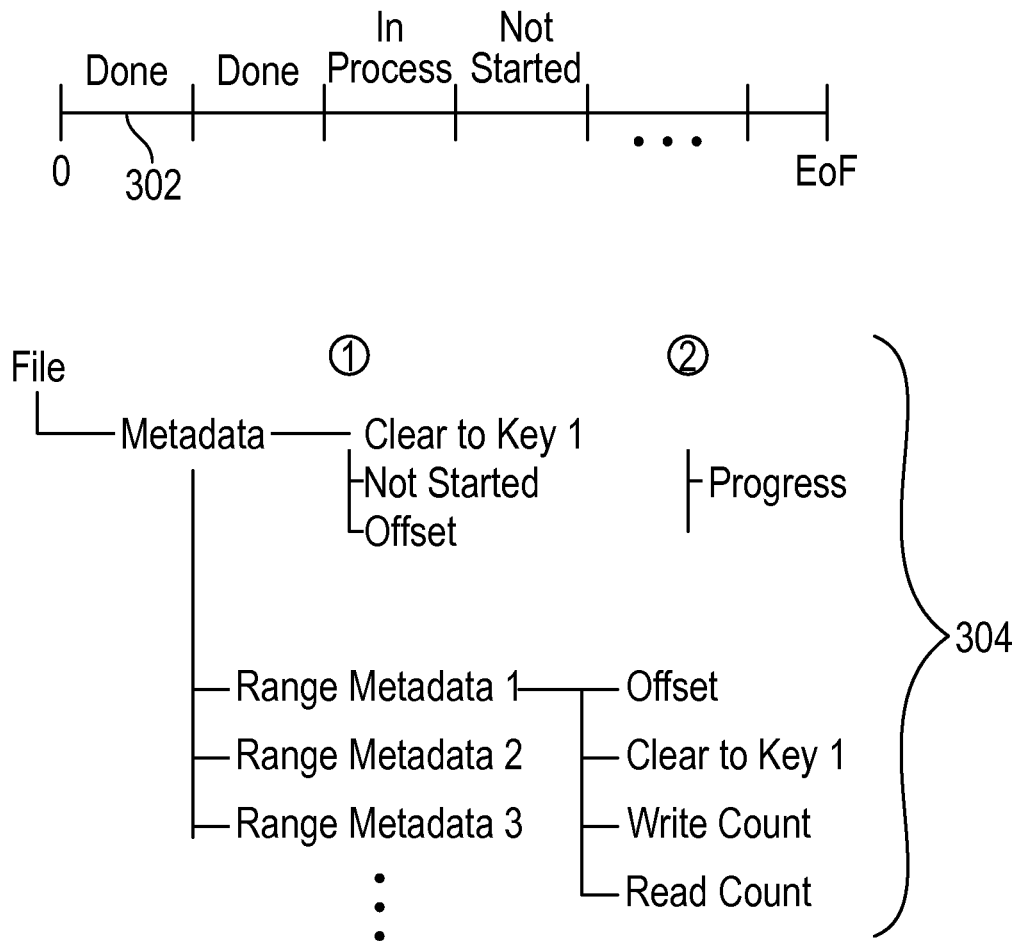 In Not
Done Done Process Started
0 302 EoF
① ②
File
Metadata Clear to Key 1
Not Started Progress
Offset
304
Range Metadata 1 Offset
Range Metadata 2 Clear to Key 1
Range Metadata 3 Write Count
Read Count